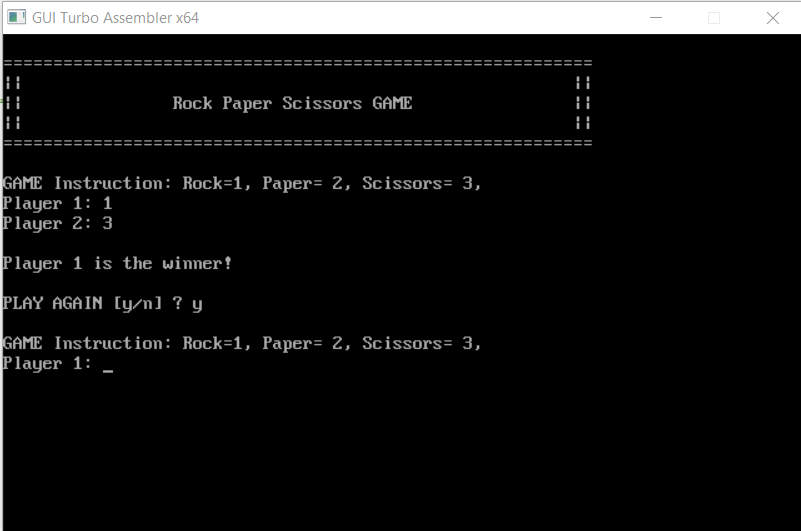 GUI Turbo Assembler x64
===========================================================
||                                                       ||
||               Rock Paper Scissors GAME                ||
||                                                       ||
===========================================================
GAME Instruction: Rock=1, Paper= 2, Scissors= 3,
Player 1: 1
Player 2: 3
Player 1 is the winner!
PLAY AGAIN [y/n] ? y
GAME Instruction: Rock=1, Paper= 2, Scissors= 3,
Player 1: _